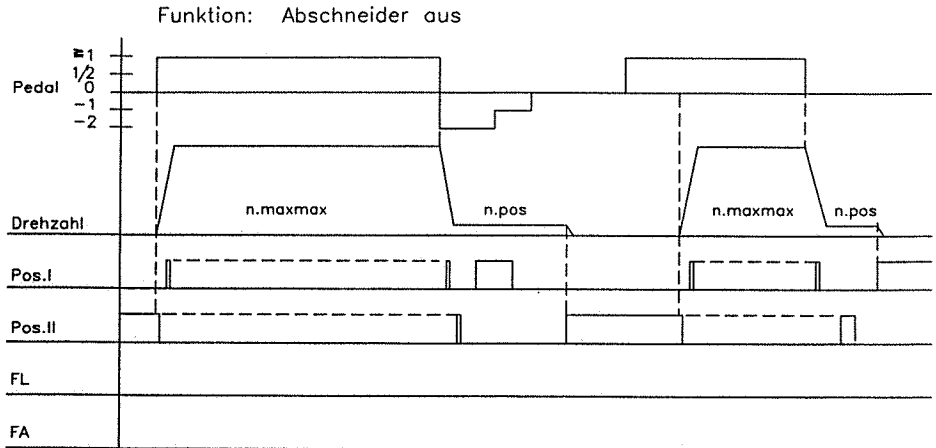 Funktion: Abschneider aus
≅1
1/2
Pedal 0
-1
-2
n.maxmax n.pos n.maxmax n.pos
Drehzahl
Pos.I
Pos.II
FL
FA